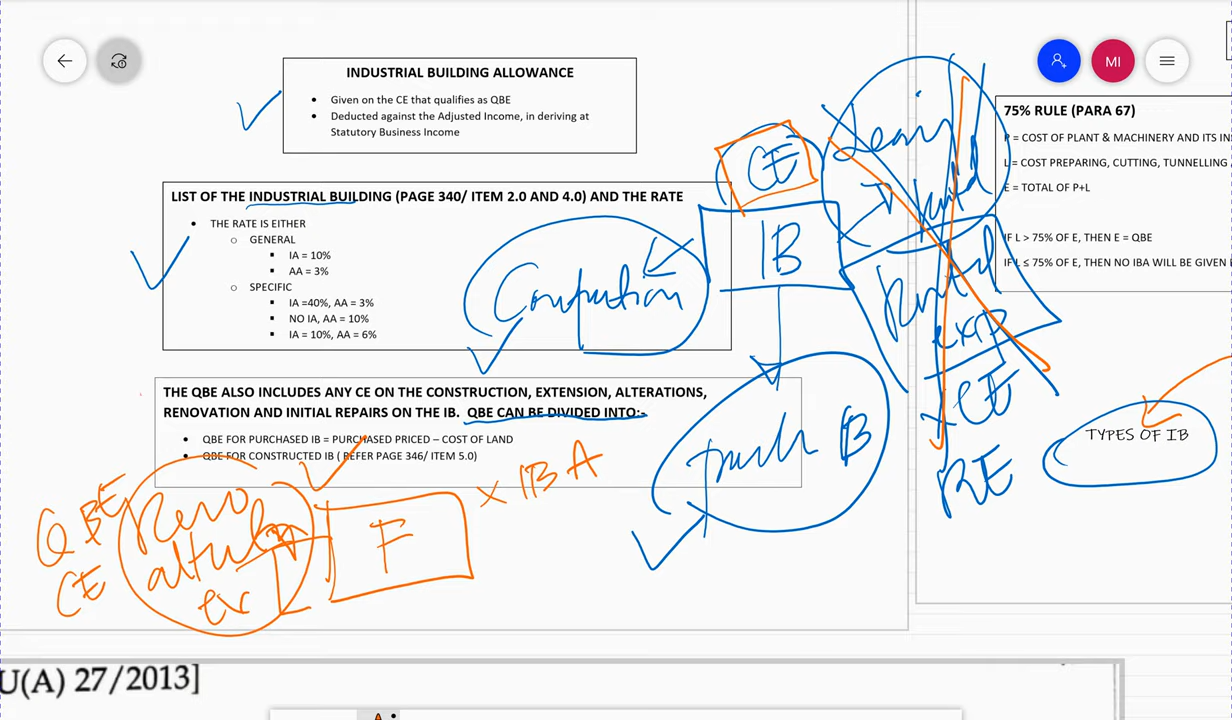 INDUSTRIAL BUILDING ALLOWANCE
• Given on the CE that qualifies as QBE
• Deducted against the Adjusted Income, in deriving at
Statutory Business Income
LIST OF THE INDUSTRIAL BUILDING (PAGE 340/ ITEM 2.0 AND 4.0) AND THE RATE
• THE RATE IS EITHER
o GENERAL
▪ IA = 10%
▪ AA = 3%
o SPECIFIC
▪ IA =40%, AA = 3%
▪ NO IA, AA = 10%
▪ IA = 10%, AA = 6%
THE QBE ALSO INCLUDES ANY CE ON THE CONSTRUCTION, EXTENSION, ALTERATIONS,
RENOVATION AND INITIAL REPAIRS ON THE IB. QBE CAN BE DIVIDED INTO:-
• QBE FOR PURCHASED IB = PURCHASED PRICED – COST OF LAND
• QBE FOR CONSTRUCTED IB ( REFER PAGE 346/ ITEM 5.0)
CE
IB
Computation
CE
RE
QBE
CE
Reno
ex
F
x IBA
MI
75% RULE (PARA 67)
P = COST OF PLANT & MACHINERY AND ITS
L = COST PREPARING, CUTTING, TUNNELLING
E = TOTAL OF P+L
IF L > 75% OF E, THEN E = QBE
IF L ≤ 75% OF E, THEN NO IBA WILL BE GIVEN
TYPES OF IB
U(A) 27/2013]